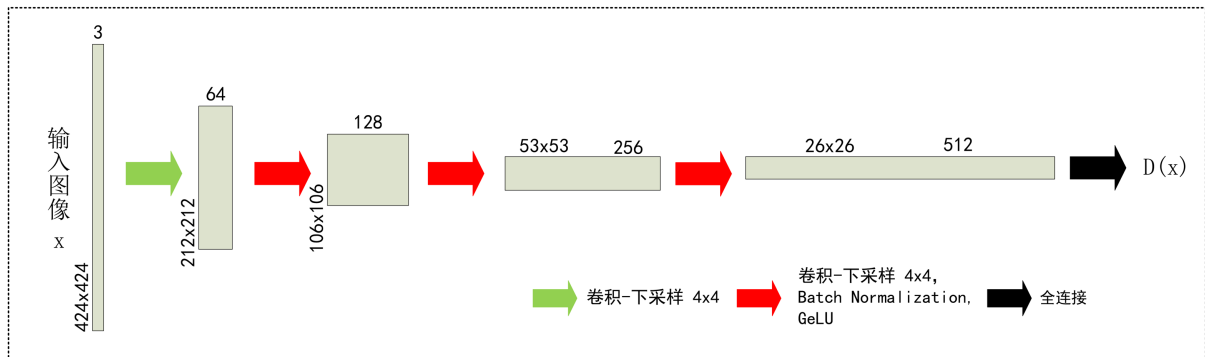 3
输入图像 x
424x424
64
212x212
128
106x106
53x53
256
26x26
512
D(x)
卷积-下采样 4x4
卷积-下采样 4x4,
Batch Normalization,
GeLU
全连接